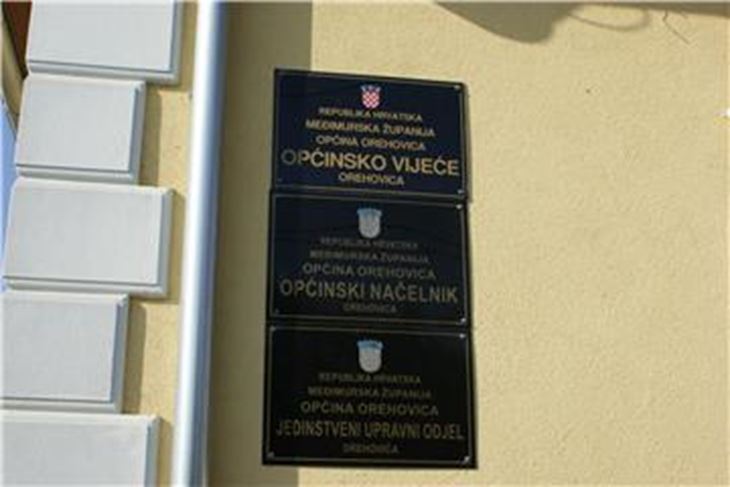 REPUBLIKA HRVATSKA
MEĐIMURSKA ŽUPANIJA
OPĆINA OREHOVICA
OPĆINSKO VIJEĆE
OREHOVICA
REPUBLIKA HRVATSKA
MEĐIMURSKA ŽUPANIJA
OPĆINA OREHOVICA
OPĆINSKI NAČELNIK
OREHOVICA
REPUBLIKA HRVATSKA
MEĐIMURSKA ŽUPANIJA
OPĆINA OREHOVICA
JEDINSTVENI UPRAVNI ODJEL
OREHOVICA